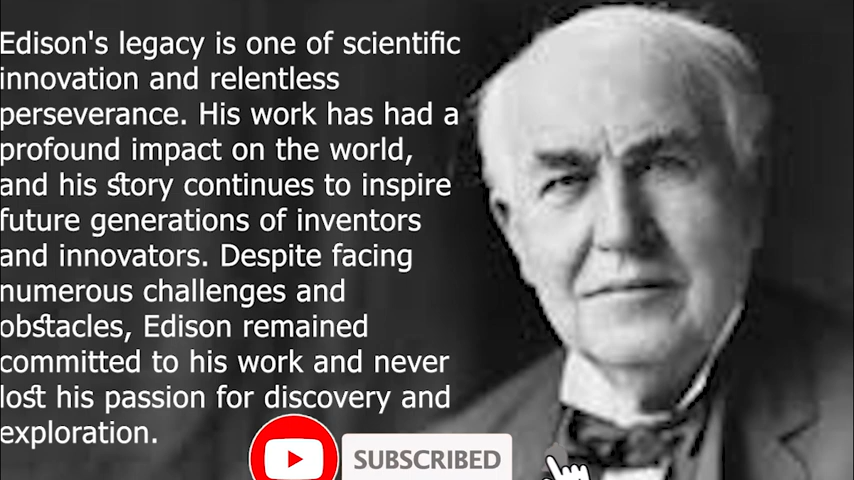 Edison's legacy is one of scientific
innovation and relentless
perseverance. His work has had a
profound impact on the world,
and his story continues to inspire
future generations of inventors
and innovators. Despite facing
numerous challenges and
obstacles, Edison remained
committed to his work and never
lost his passion for discovery and
exploration.
SUBSCRIBED